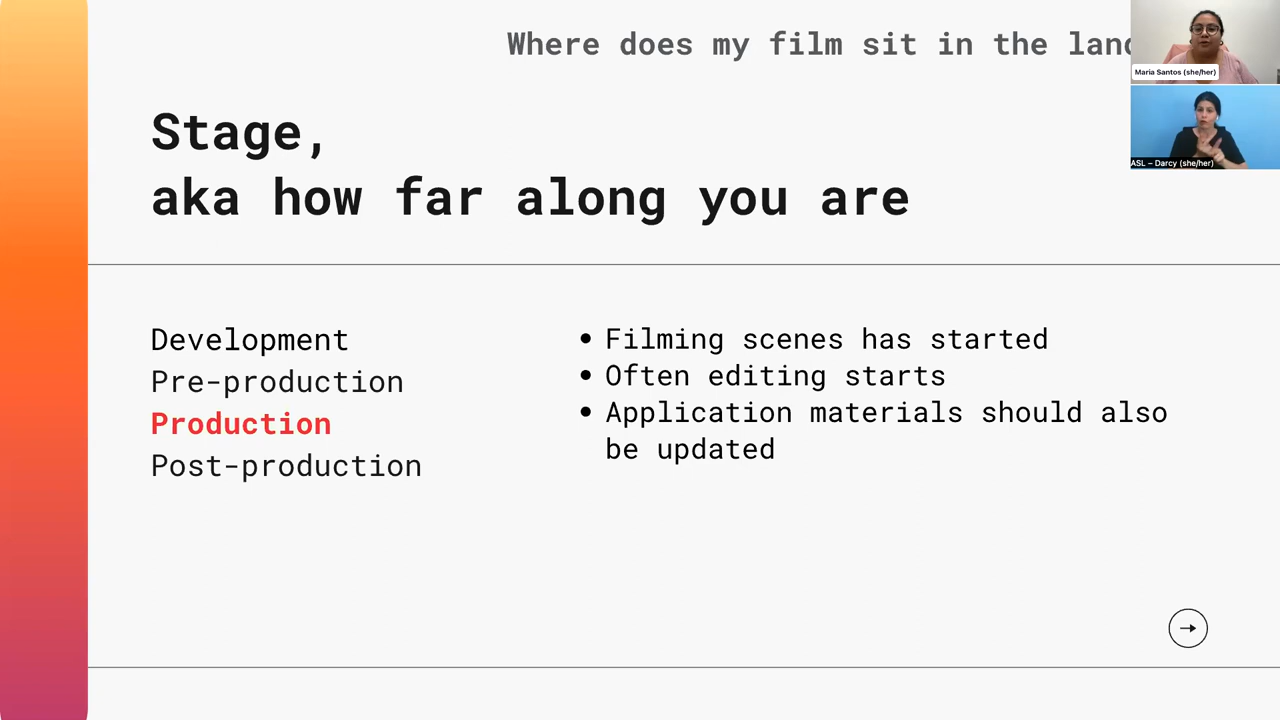 Where does my film sit in the land
Maria Santos (she/her)
ASL – Darcy (she/her)
Stage,
aka how far along you are
Development
Pre-production
Production
Post-production
• Filming scenes has started
• Often editing starts
• Application materials should also
be updated